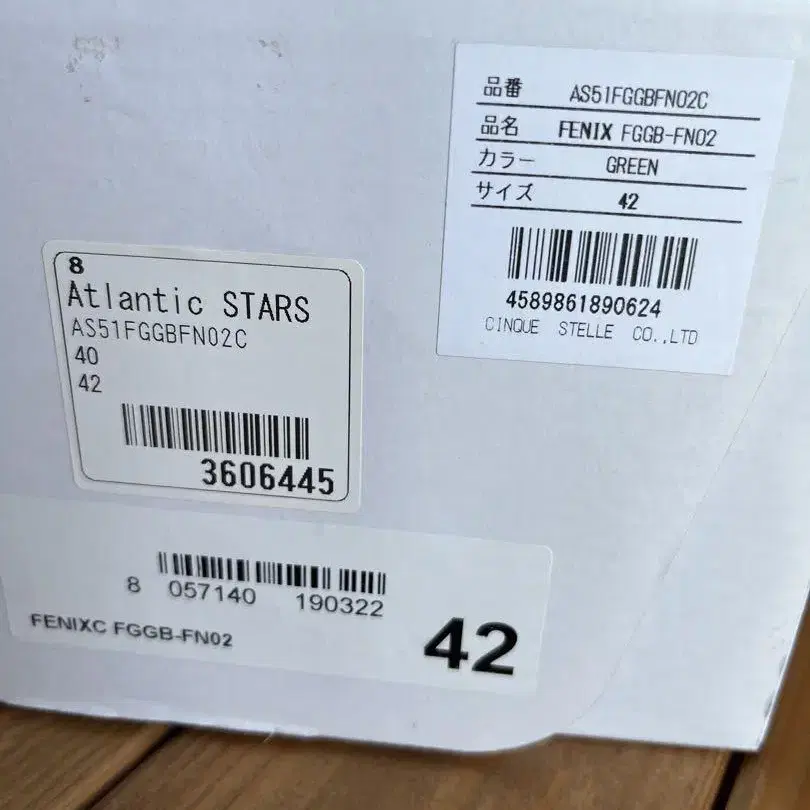 品番 AS51FGGBFN02C
品名 FENIX FGGB-FN02
カラー GREEN
サイズ 42
4589861890624
CINQUE STELLE CO.,LTD
8
Atlantic STARS
AS51FGGBFN02C
40
42
3606445
8 057140 190322
FENIXC FGGB-FN02
42